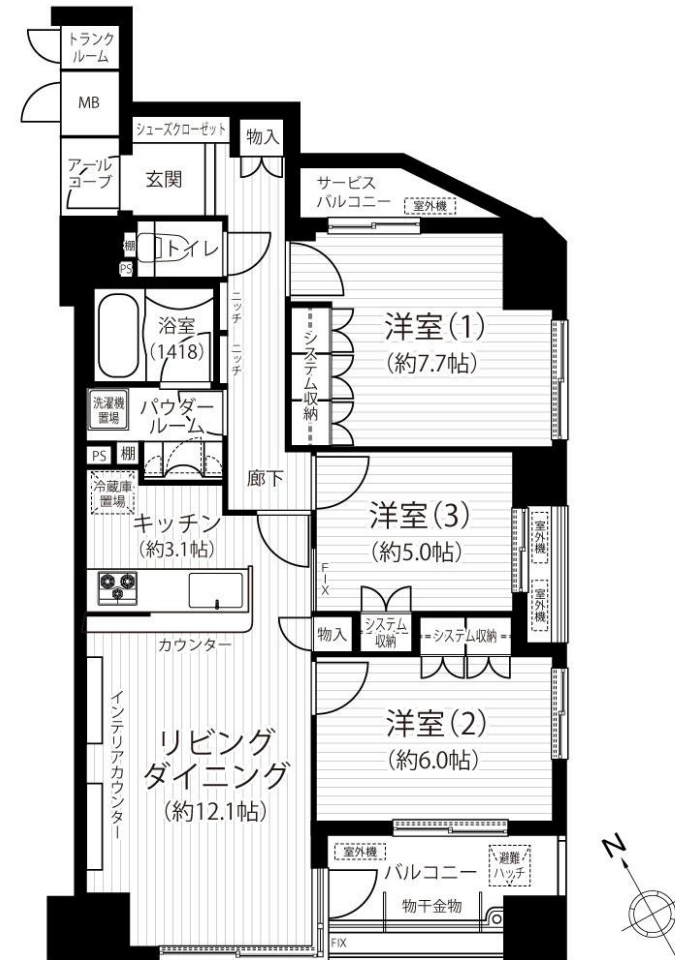 トランク
ルーム
MB
シューズクローゼット
物入
アール
コーブ
玄関
サービス
バルコニー
室外機
棚
トイレ
PS
洋室(1)
(約7.7帖)
ニッチ
ニッチ
浴室
(1418)
システム収納
洗濯機
置場
パウダー
ルーム
PS
棚
廊下
冷蔵庫
置場
キッチン
(約3.1帖)
洋室(3)
(約5.0帖)
室外機
室外機
FIX
カウンター
物入
システム
収納
システム収納
インテリアカウンター
リビング
ダイニング
(約12.1帖)
洋室(2)
(約6.0帖)
室外機
バルコニー
避難
ハッチ
物干金物
FIX
N